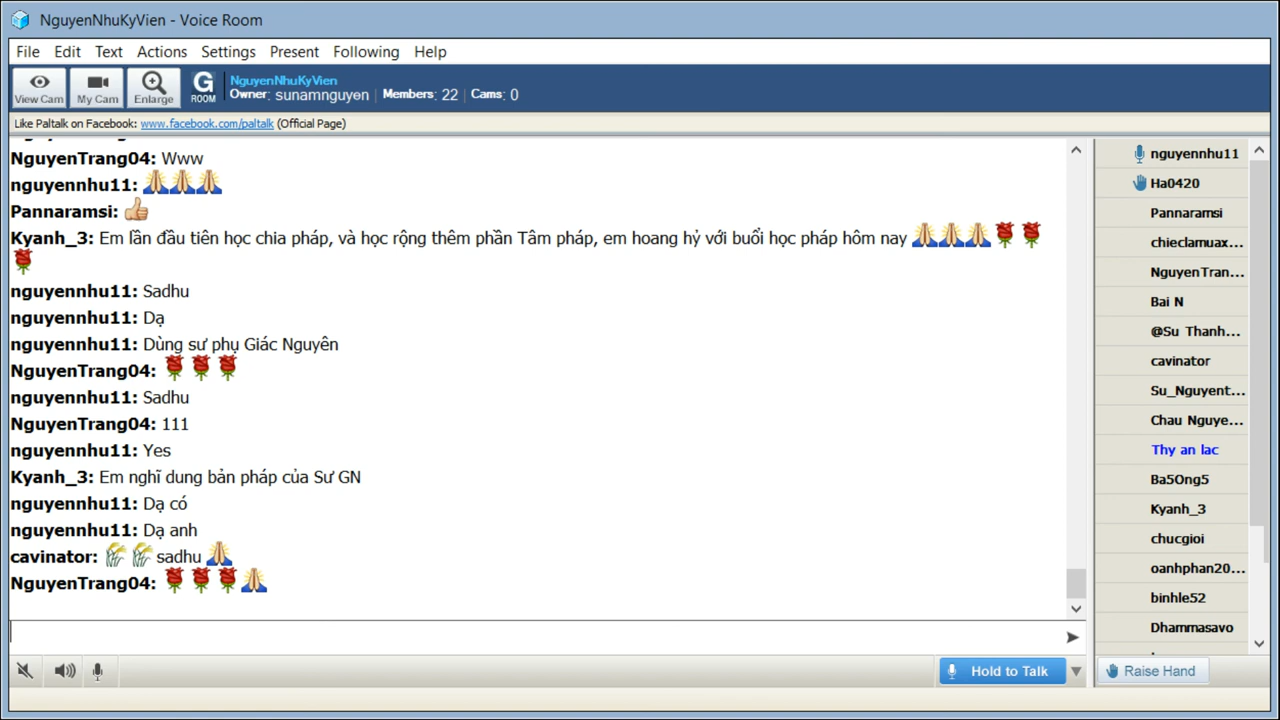 NguyenNhuKyVien - Voice Room
File Edit Text Actions Settings Present Following Help
View Cam
My Cam
Enlarge
G
ROOM
NguyenNhuKyVien
Owner: sunamnguyen | Members: 22 | Cams: 0
Like Paltalk on Facebook: www.facebook.com/paltalk (Official Page)
NguyenTrang04: Www
nguyennhu11: 🙏🙏🙏
Pannaramsi: 👍
Kyanh_3: Em lần đầu tiên học chia pháp, và học rộng thêm phần Tâm pháp, em hoang hỷ với buổi học pháp hôm nay 🙏🙏🙏🌹🌹
🌹
nguyennhu11: Sadhu
nguyennhu11: Dạ
nguyennhu11: Dùng sư phụ Giác Nguyên
NguyenTrang04: 🌹🌹🌹
nguyennhu11: Sadhu
NguyenTrang04: 111
nguyennhu11: Yes
Kyanh_3: Em nghĩ dung bản pháp của Sư GN
nguyennhu11: Dạ có
nguyennhu11: Dạ anh
cavinator: 🌾🌾 sadhu 🙏
NguyenTrang04: 🌹🌹🌹🙏
nguyennhu11
Ha0420
Pannaramsi
chieclamuax...
NguyenTran...
Bai N
@Su Thanh...
cavinator
Su_Nguyent...
Chau Nguye...
Thy an lac
Ba5Ong5
Kyanh_3
chucgioi
oanhphan20...
binhle52
Dhammasavo
Hold to Talk
Raise Hand